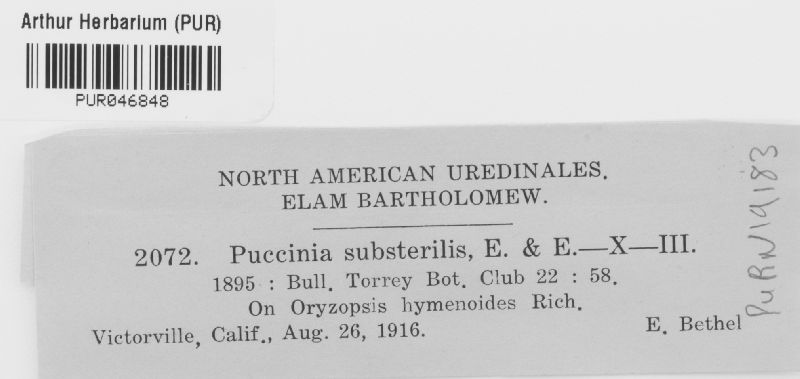 Arthur Herbarium (PUR)
PUR046848
NORTH AMERICAN UREDINALES.
ELAM BARTHOLOMEW.
2072. Puccinia substerilis, E. & E.—X—III.
1895 : Bull. Torrey Bot. Club 22 : 58.
On Oryzopsis hymenoides Rich.
Victorville, Calif., Aug. 26, 1916. E. Bethel
PURN19183